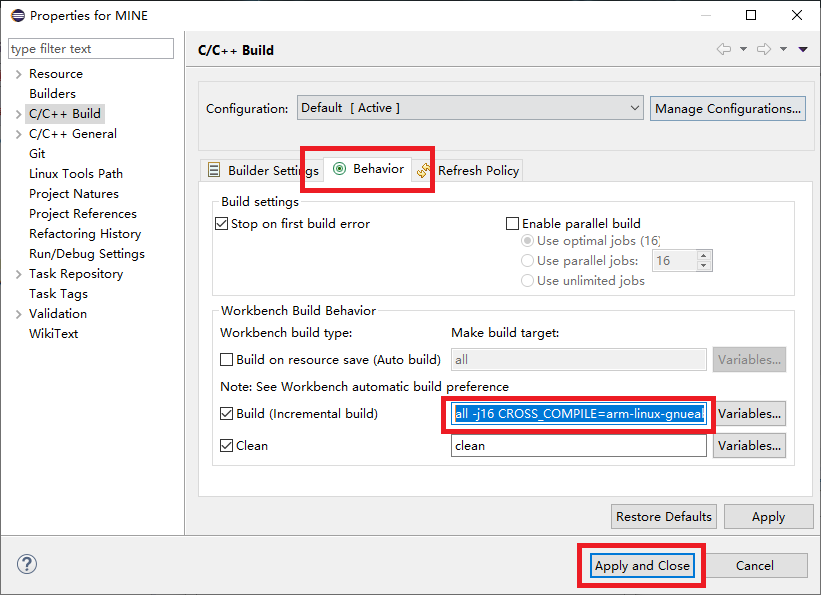 Properties for MINE
type filter text
C/C++ Build
Resource
Builders
C/C++ Build
C/C++ General
Git
Linux Tools Path
Project Natures
Project References
Refactoring History
Run/Debug Settings
Task Repository
Task Tags
Validation
WikiText
Configuration: Default [ Active ] Manage Configurations...
Builder Settings Behavior Refresh Policy
Build settings
Stop on first build error
Enable parallel build
Use optimal jobs (16)
Use parallel jobs: 16
Use unlimited jobs
Workbench Build Behavior
Workbench build type: Make build target:
Build on resource save (Auto build) all Variables...
Note: See Workbench automatic build preference
Build (Incremental build) all -j16 CROSS_COMPILE=arm-linux-gnueab Variables...
Clean clean Variables...
Restore Defaults Apply
? Apply and Close Cancel